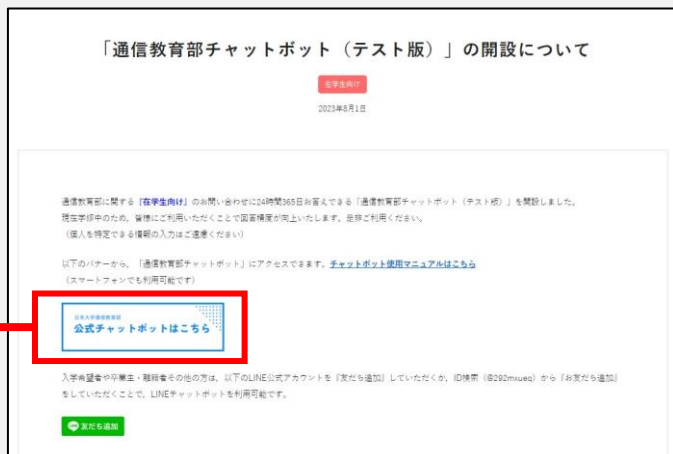 「通信教育部チャットボット（テスト版）」の開設について
在学生向け
2023年8月1日
通信教育部に関する「在学生向け」のお問い合わせに24時間365日お答えできる「通信教育部チャットボット（テスト版）」を開設しました。
現在学修中のため、皆様にご利用いただくことで回答精度が向上いたします。是非ご利用ください。
（個人を特定できる情報の入力はご遠慮ください）
以下のバナーから、「通信教育部チャットボット」にアクセスできます。チャットボット使用マニュアルはこちら
（スマートフォンでも利用可能です）
日本大学通信教育部
公式チャットボットはこちら
入学希望者や卒業生・離籍者その他の方は、以下のLINE公式アカウントを『友だち追加』していただくか、ID検索（@292mxueq）から『お友だち追加』
をしていただくことで、LINEチャットボットを利用可能です。
友だち追加